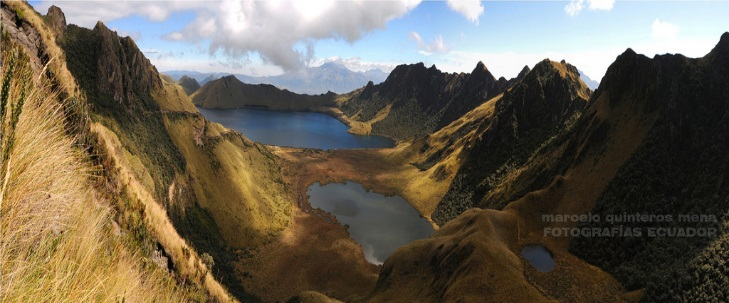 marcelo quinteros mena
FOTOGRAFÍAS ECUADOR